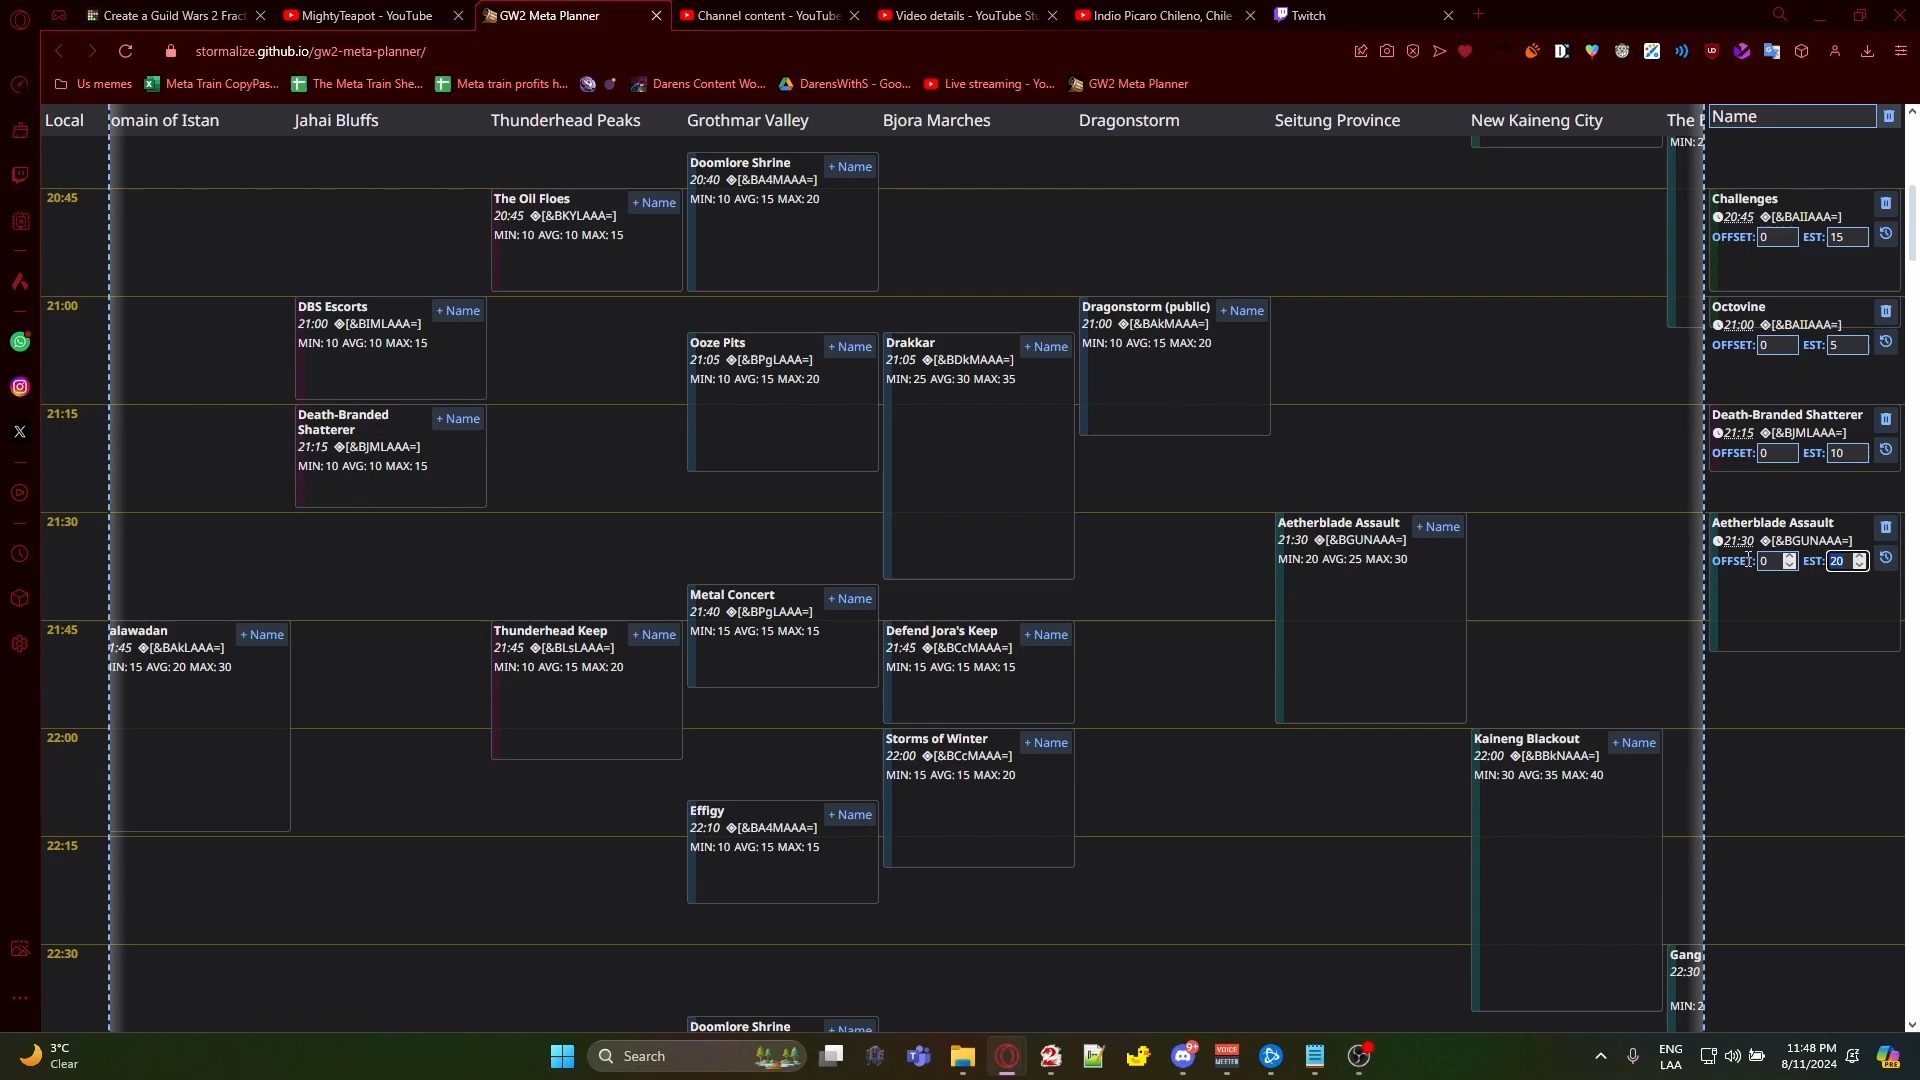 Create a Guild Wars 2 Fract
MightyTeapot - YouTube
GW2 Meta Planner
Channel content - YouTube
Video details - YouTube Stu
Indio Picaro Chileno, Chile
Twitch
stormalize.github.io/gw2-meta-planner/
Us memes
Meta Train CopyPas...
The Meta Train She...
Meta train profits h...
Darens Content Wo...
DarensWithS - Goo...
Live streaming - Yo...
GW2 Meta Planner
Local
omain of Istan
Jahai Bluffs
Thunderhead Peaks
Grothmar Valley
Bjora Marches
Dragonstorm
Seitung Province
New Kaineng City
Name
MIN: 2
20:45
21:00
21:15
21:30
21:45
22:00
22:15
22:30
alawadan
+ Name
:45 [&BAkLAAA=]
IN: 15 AVG: 20 MAX: 30
DBS Escorts
+ Name
21:00 [&BIMLAAA=]
MIN: 10 AVG: 10 MAX: 15
Death-Branded
Shatterer
+ Name
21:15 [&BJMLAAA=]
MIN: 10 AVG: 10 MAX: 15
The Oil Floes
+ Name
20:45 [&BKYLAAA=]
MIN: 10 AVG: 10 MAX: 15
Thunderhead Keep
+ Name
21:45 [&BLsLAAA=]
MIN: 10 AVG: 15 MAX: 20
Doomlore Shrine
+ Name
20:40 [&BA4MAAA=]
MIN: 10 AVG: 15 MAX: 20
Ooze Pits
+ Name
21:05 [&BPgLAAA=]
MIN: 10 AVG: 15 MAX: 20
Metal Concert
+ Name
21:40 [&BPgLAAA=]
MIN: 15 AVG: 15 MAX: 15
Effigy
+ Name
22:10 [&BA4MAAA=]
MIN: 10 AVG: 15 MAX: 15
Doomlore Shrine
+ Name
Drakkar
+ Name
21:05 [&BDkMAAA=]
MIN: 25 AVG: 30 MAX: 35
Defend Jora's Keep
+ Name
21:45 [&BCcMAAA=]
MIN: 15 AVG: 15 MAX: 15
Storms of Winter
+ Name
22:00 [&BCcMAAA=]
MIN: 15 AVG: 15 MAX: 20
Dragonstorm (public)
+ Name
21:00 [&BAkMAAA=]
MIN: 10 AVG: 15 MAX: 20
Aetherblade Assault
+ Name
21:30 [&BGUNAAA=]
MIN: 20 AVG: 25 MAX: 30
Kaineng Blackout
+ Name
22:00 [&BBkNAAA=]
MIN: 30 AVG: 35 MAX: 40
Gang
22:30
MIN: 2
Challenges
20:45 [&BAIIAAA=]
OFFSET: 0 EST: 15
Octovine
21:00 [&BAIIAAA=]
OFFSET: 0 EST: 5
Death-Branded Shatterer
21:15 [&BJMLAAA=]
OFFSET: 0 EST: 10
Aetherblade Assault
21:30 [&BGUNAAA=]
OFFSET: 0 EST: 20
3°C
Clear
Search
9+
VOICE
MEETER
ENG
LAA
11:48 PM
8/11/2024
PRE